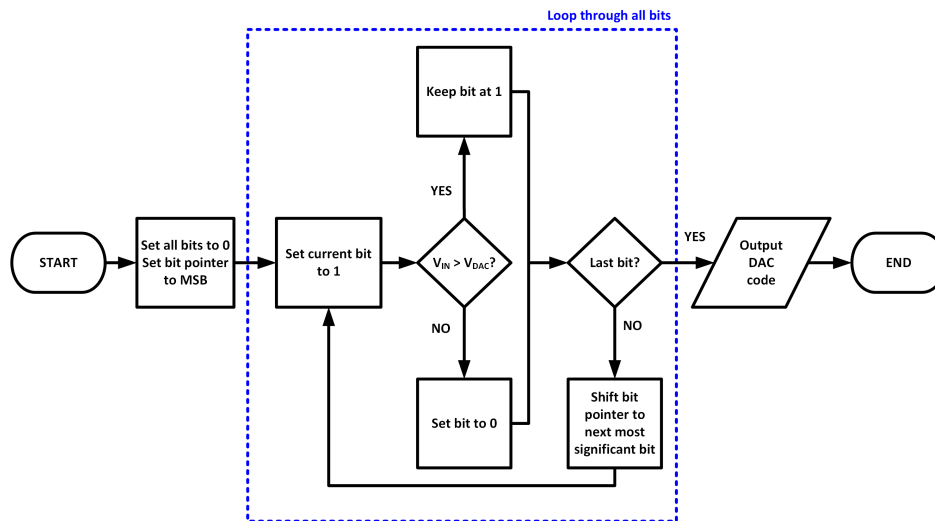 Loop through all bits
START
Set all bits to 0
Set bit pointer
to MSB
Set current bit
to 1
Keep bit at 1
YES
V_IN > V_DAC?
NO
Set bit to 0
Last bit?
YES
NO
Shift bit
pointer to
next most
significant bit
Output
DAC
code
END